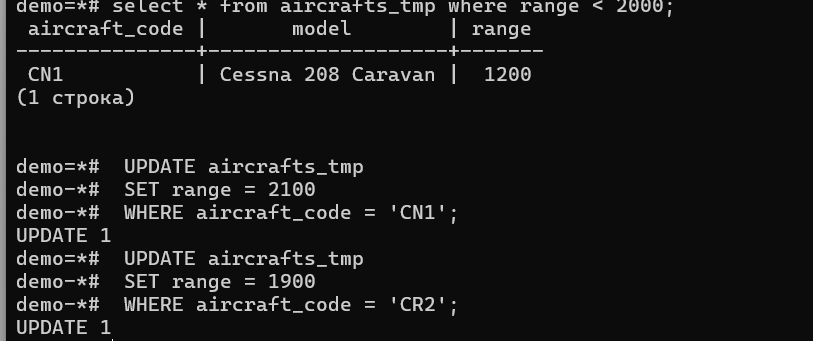 demo=*# select * from aircrafts_tmp where range < 2000;
 aircraft_code |       model        | range
---------------+--------------------+-------
 CN1           | Cessna 208 Caravan |  1200
(1 строка)
demo=*#  UPDATE aircrafts_tmp
demo-*#  SET range = 2100
demo-*#  WHERE aircraft_code = 'CN1';
UPDATE 1
demo=*#  UPDATE aircrafts_tmp
demo-*#  SET range = 1900
demo-*#  WHERE aircraft_code = 'CR2';
UPDATE 1